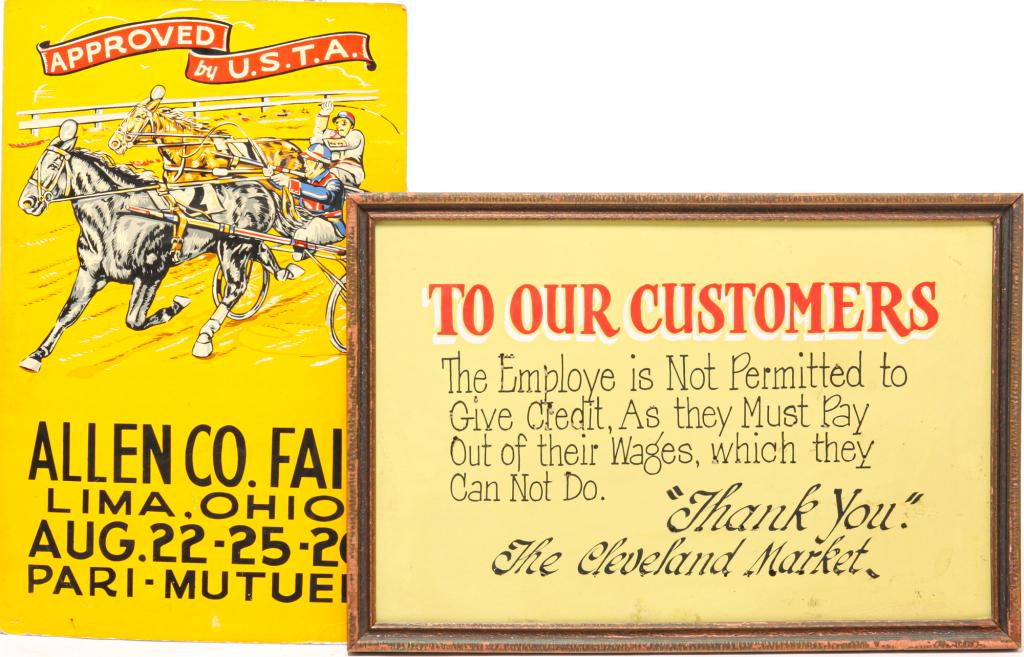 APPROVED
by U.S.T.A.
2
ALLEN CO. FAI
LIMA, OHIO
AUG. 22-25-2
PARI-MUTUE
TO OUR CUSTOMERS
The Employe is Not Permitted to
Give Credit, As they Must Pay
Out of their Wages, which they
Can Not Do.
"Thank You."
The Cleveland Market.